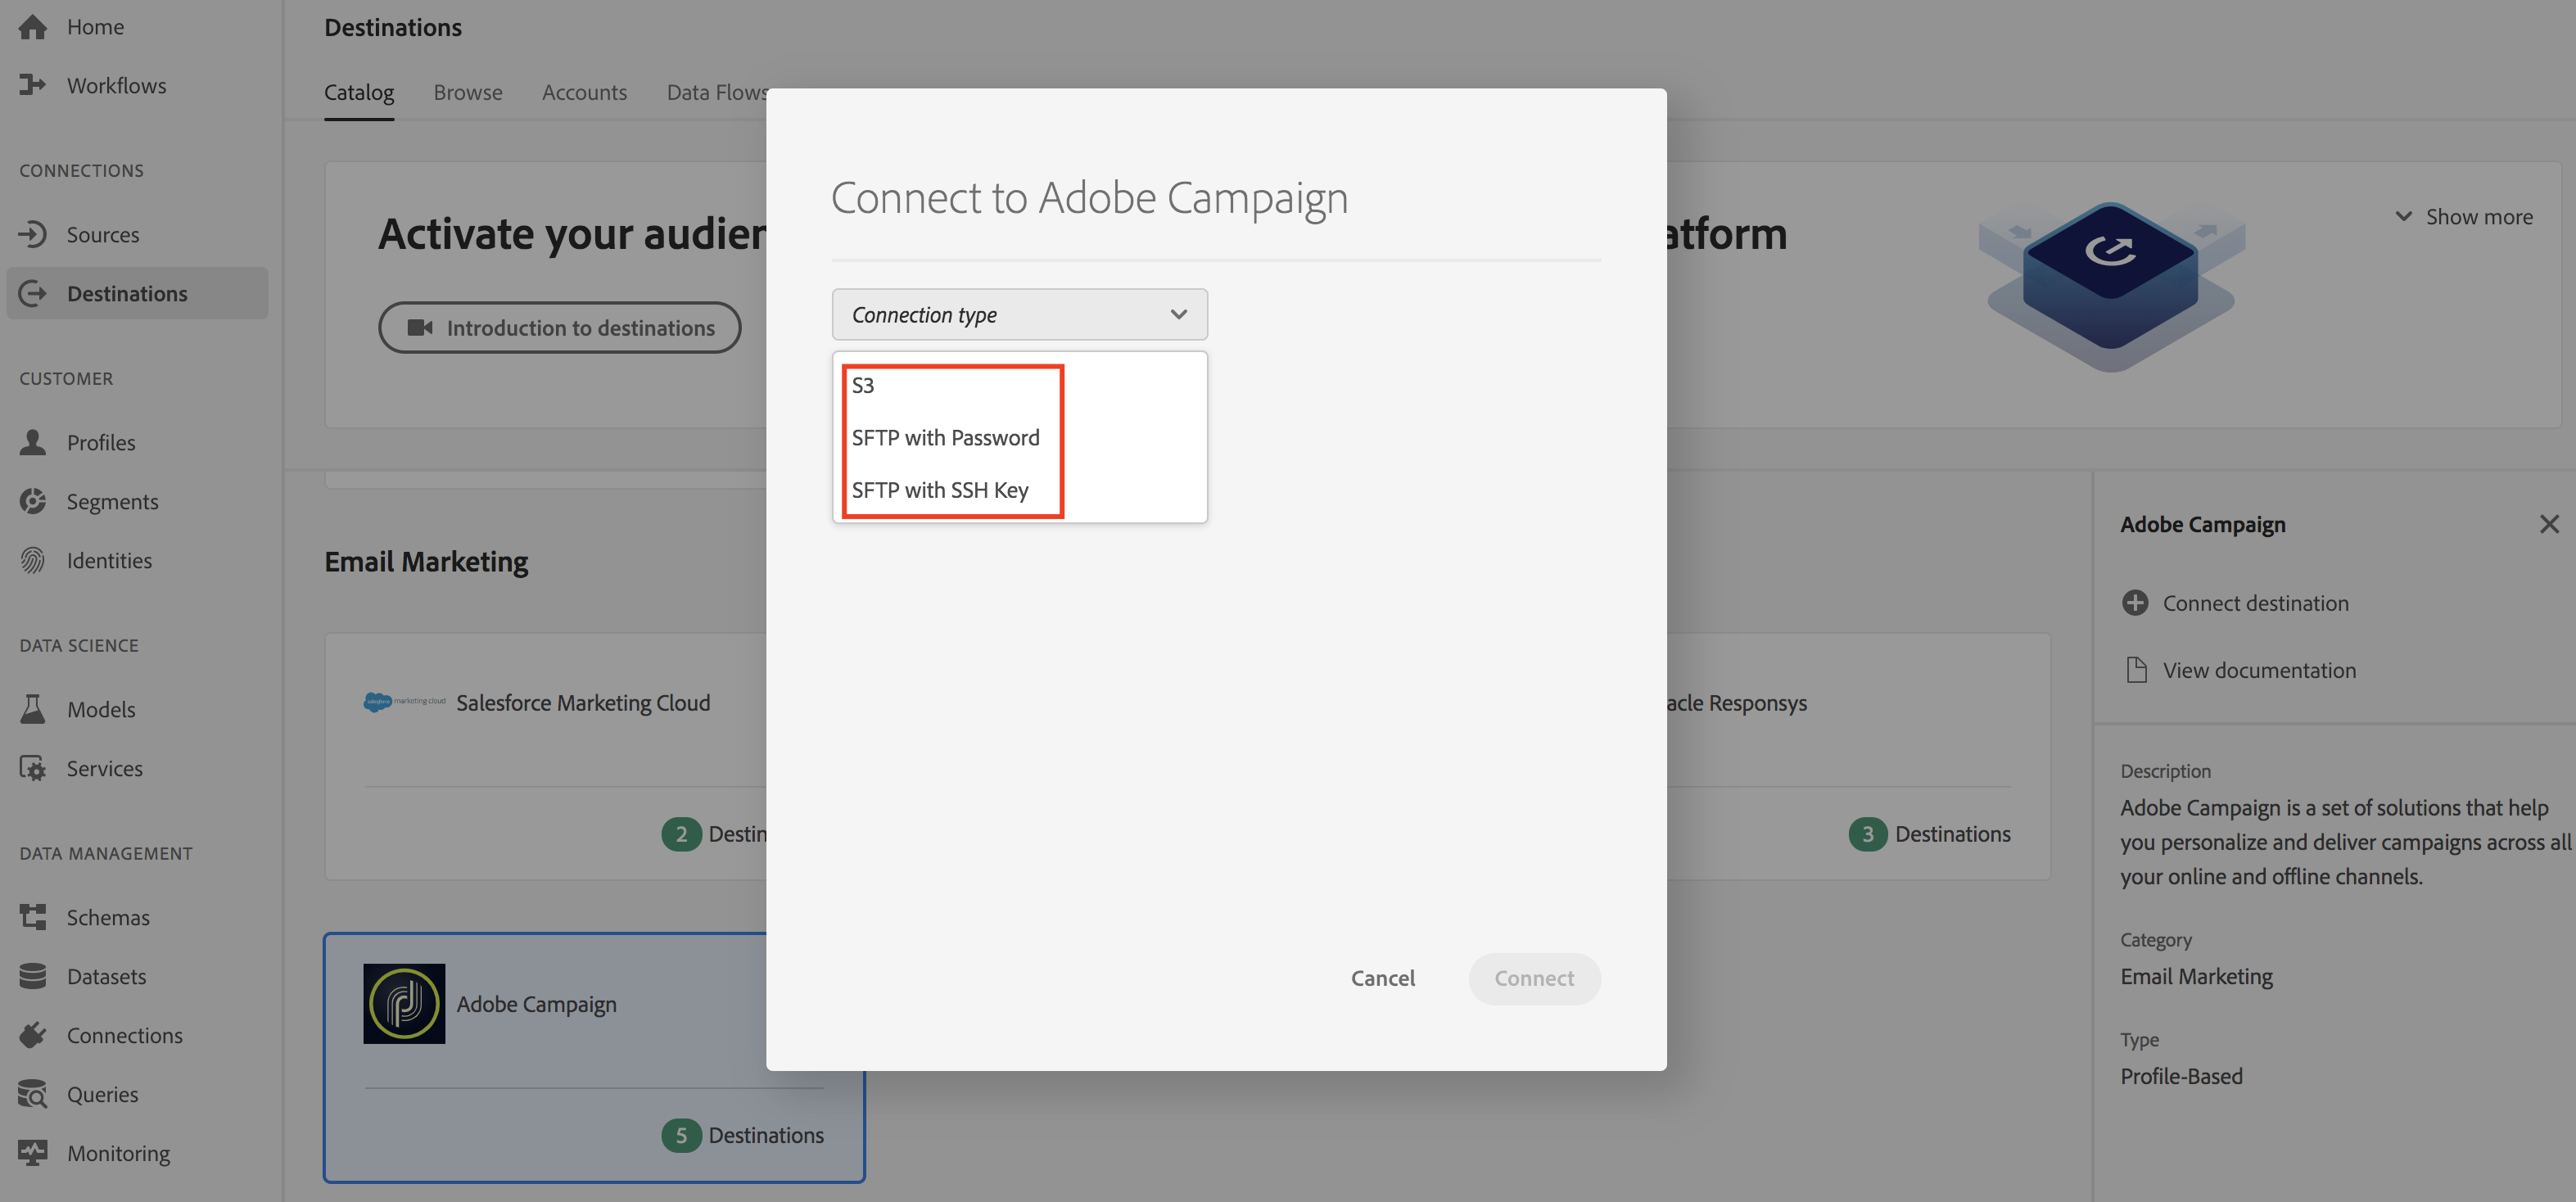 Home
Workflows
CONNECTIONS
Sources
Destinations
CUSTOMER
Profiles
Segments
Identities
DATA SCIENCE
Models
Services
DATA MANAGEMENT
Schemas
Datasets
Connections
Queries
Monitoring
Destinations
Catalog Browse Accounts Data Flows
Activate your audien
atform
Show more
Introduction to destinations
Connect to Adobe Campaign
Connection type
S3
SFTP with Password
SFTP with SSH Key
Cancel Connect
Email Marketing
salesforce marketing cloud Salesforce Marketing Cloud
2 Destin
acle Responsys
3 Destinations
Adobe Campaign
5 Destinations
Adobe Campaign
Connect destination
View documentation
Description
Adobe Campaign is a set of solutions that help
you personalize and deliver campaigns across all
your online and offline channels.
Category
Email Marketing
Type
Profile-Based